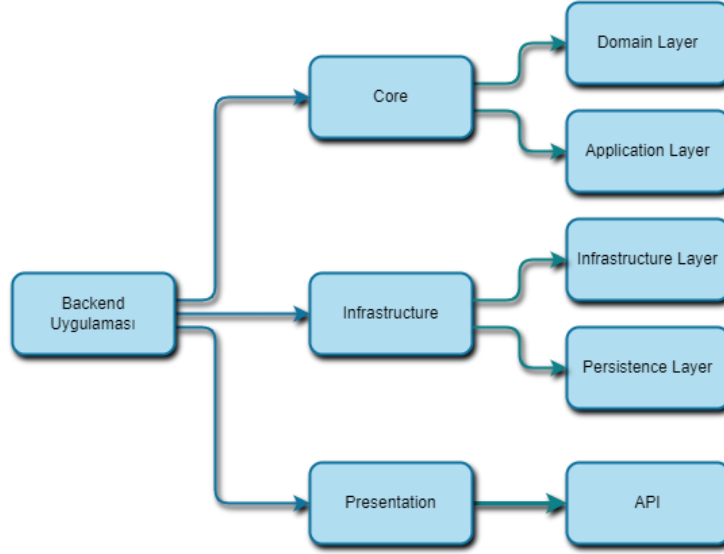 Domain Layer
Core
Application Layer
Infrastructure Layer
Backend
Uygulaması
Infrastructure
Persistence Layer
Presentation
API